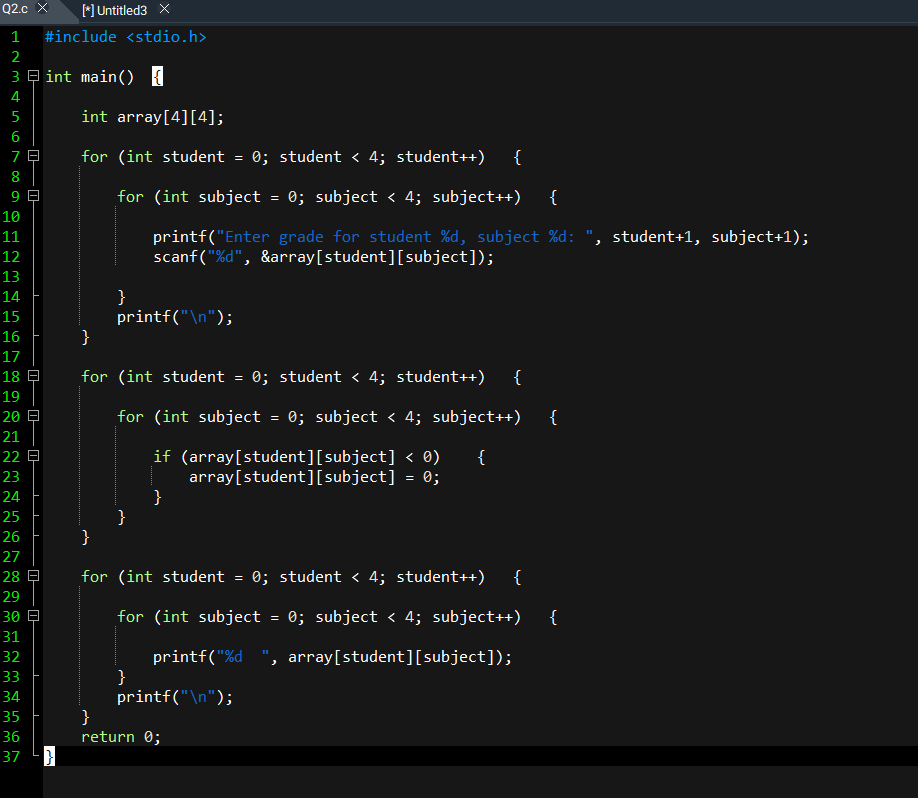 Q2.c
[*] Untitled3
1 #include <stdio.h>
2
3 int main()  {
4
5     int array[4][4];
6
7     for (int student = 0; student < 4; student++)   {
8
9         for (int subject = 0; subject < 4; subject++)   {
10
11             printf("Enter grade for student %d, subject %d: ", student+1, subject+1);
12             scanf("%d", &array[student][subject]);
13
14         }
15         printf("\n");
16     }
17
18     for (int student = 0; student < 4; student++)   {
19
20         for (int subject = 0; subject < 4; subject++)   {
21
22             if (array[student][subject] < 0)    {
23                 array[student][subject] = 0;
24             }
25         }
26     }
27
28     for (int student = 0; student < 4; student++)   {
29
30         for (int subject = 0; subject < 4; subject++)   {
31
32             printf("%d  ", array[student][subject]);
33         }
34         printf("\n");
35     }
36     return 0;
37 }